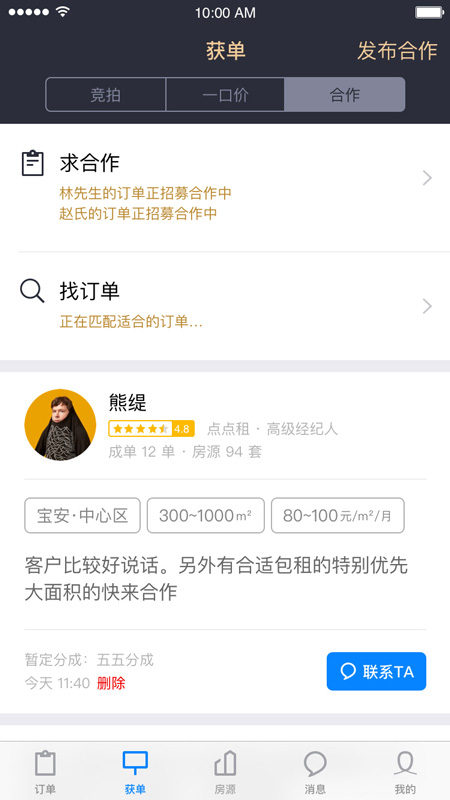 10:00 AM
获单
发布合作
竞拍
一口价
合作
求合作
林先生的订单正招募合作中
赵氏的订单正招募合作中
找订单
正在匹配适合的订单...
熊缇
4.8 点点租 · 高级经纪人
成单 12 单 · 房源 94 套
宝安·中心区
300~1000m²
80~100元/m²/月
客户比较好说话。另外有合适包租的特别优先
大面积的快来合作
暂定分成：五五分成
今天 11:40 删除
联系TA
订单
获单
房源
消息
我的